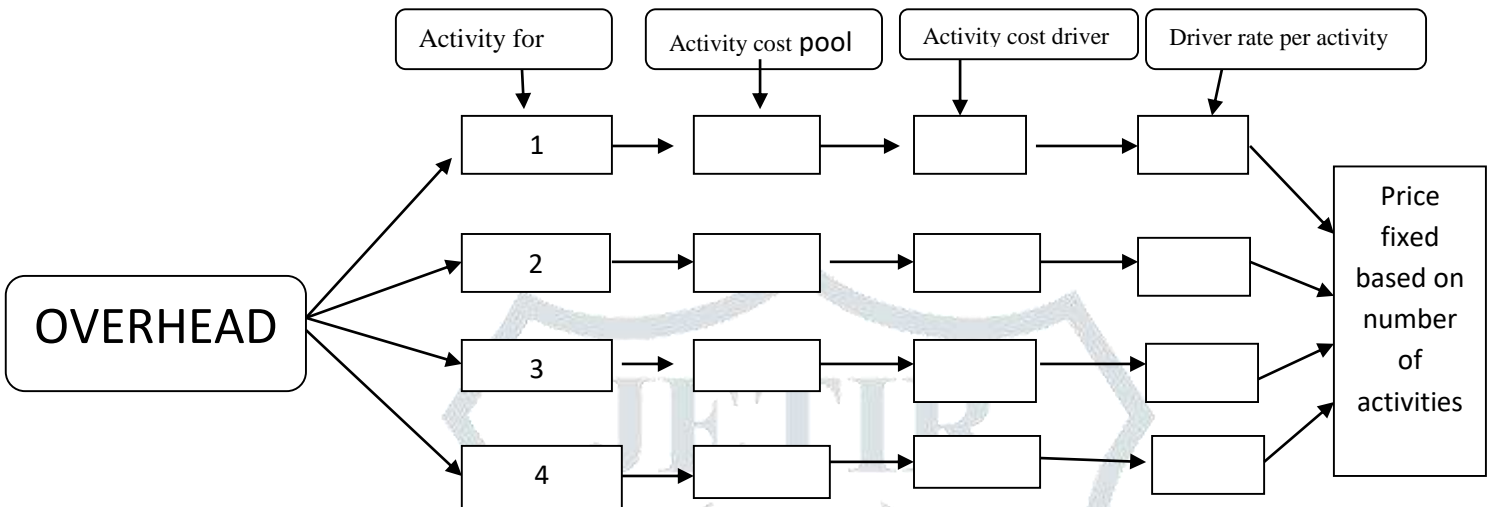 Activity for
Activity cost pool
Activity cost driver
Driver rate per activity
1
2
OVERHEAD
3
4
Price
fixed
based on
number
of
activities
JETIR